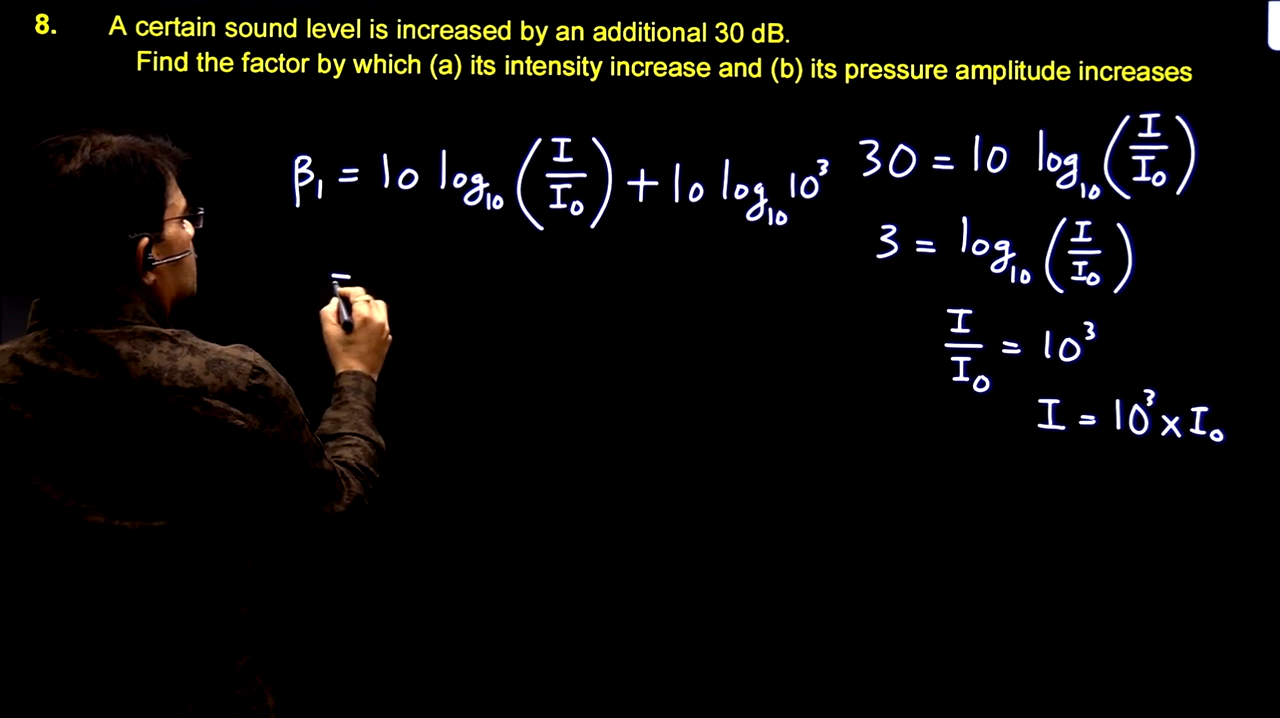 8. A certain sound level is increased by an additional 30 dB.
Find the factor by which (a) its intensity increase and (b) its pressure amplitude increases
β₁ = 10 log₁₀ (I/I₀) + 10 log₁₀ 10³
30 = 10 log₁₀ (I/I₀)
3 = log₁₀ (I/I₀)
I/I₀ = 10³
I = 10³ × I₀